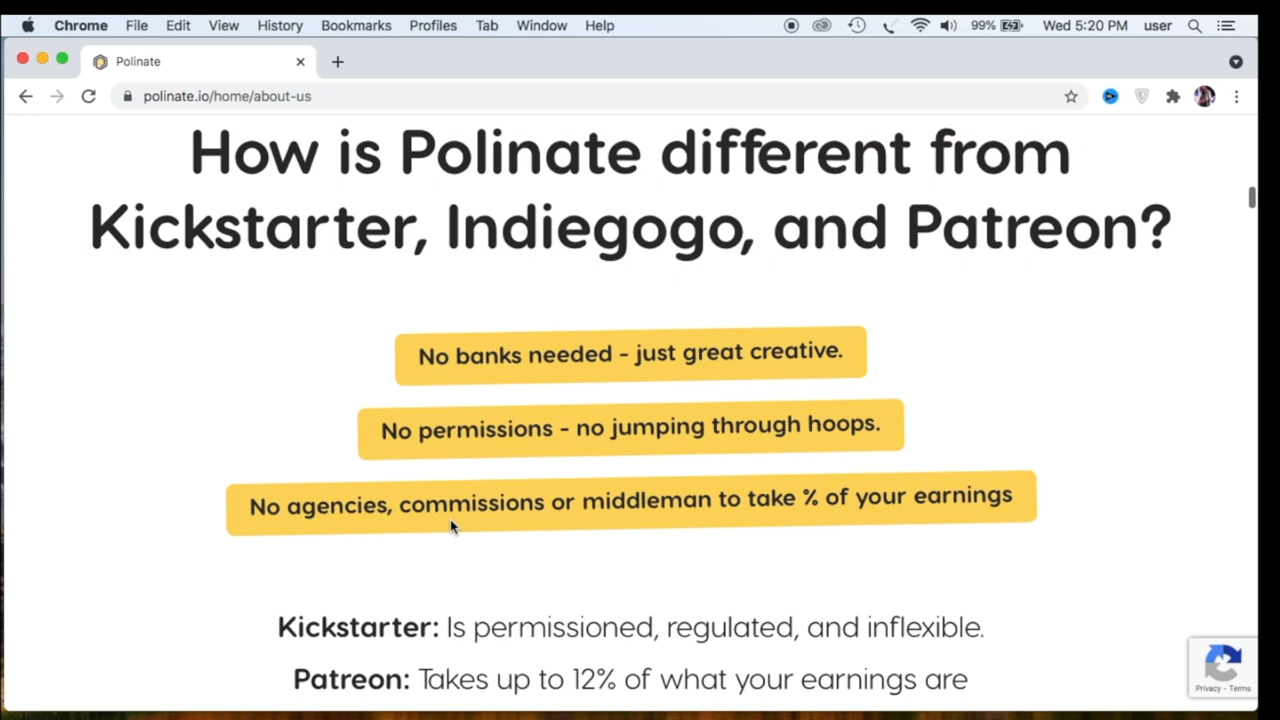 Chrome File Edit View History Bookmarks Profiles Tab Window Help 99% Wed 5:20 PM user
Polinate
polinate.io/home/about-us
How is Polinate different from
Kickstarter, Indiegogo, and Patreon?
No banks needed - just great creative.
No permissions - no jumping through hoops.
No agencies, commissions or middleman to take % of your earnings
Kickstarter: Is permissioned, regulated, and inflexible.
Patreon: Takes up to 12% of what your earnings are
Privacy - Terms